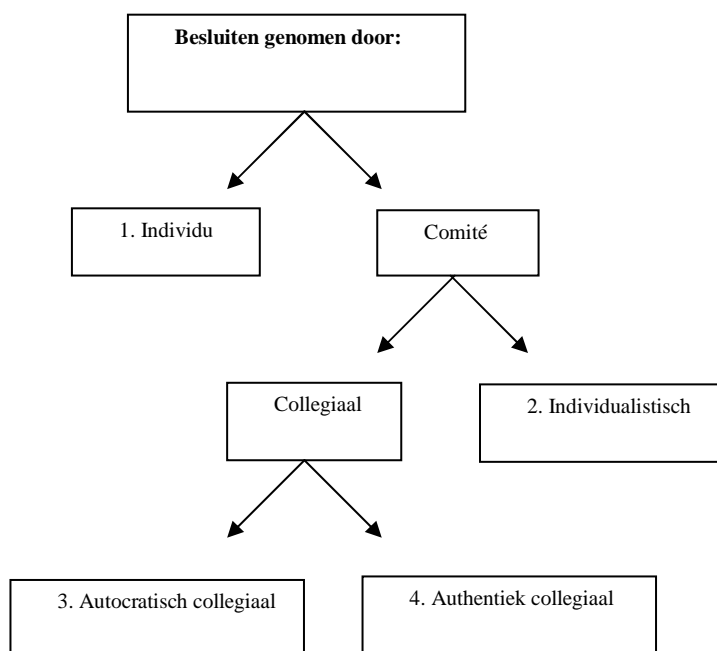 Besluiten genomen door:
1. Individu
Comité
Collegiaal
2. Individualistisch
3. Autocratisch collegiaal
4. Authentiek collegiaal